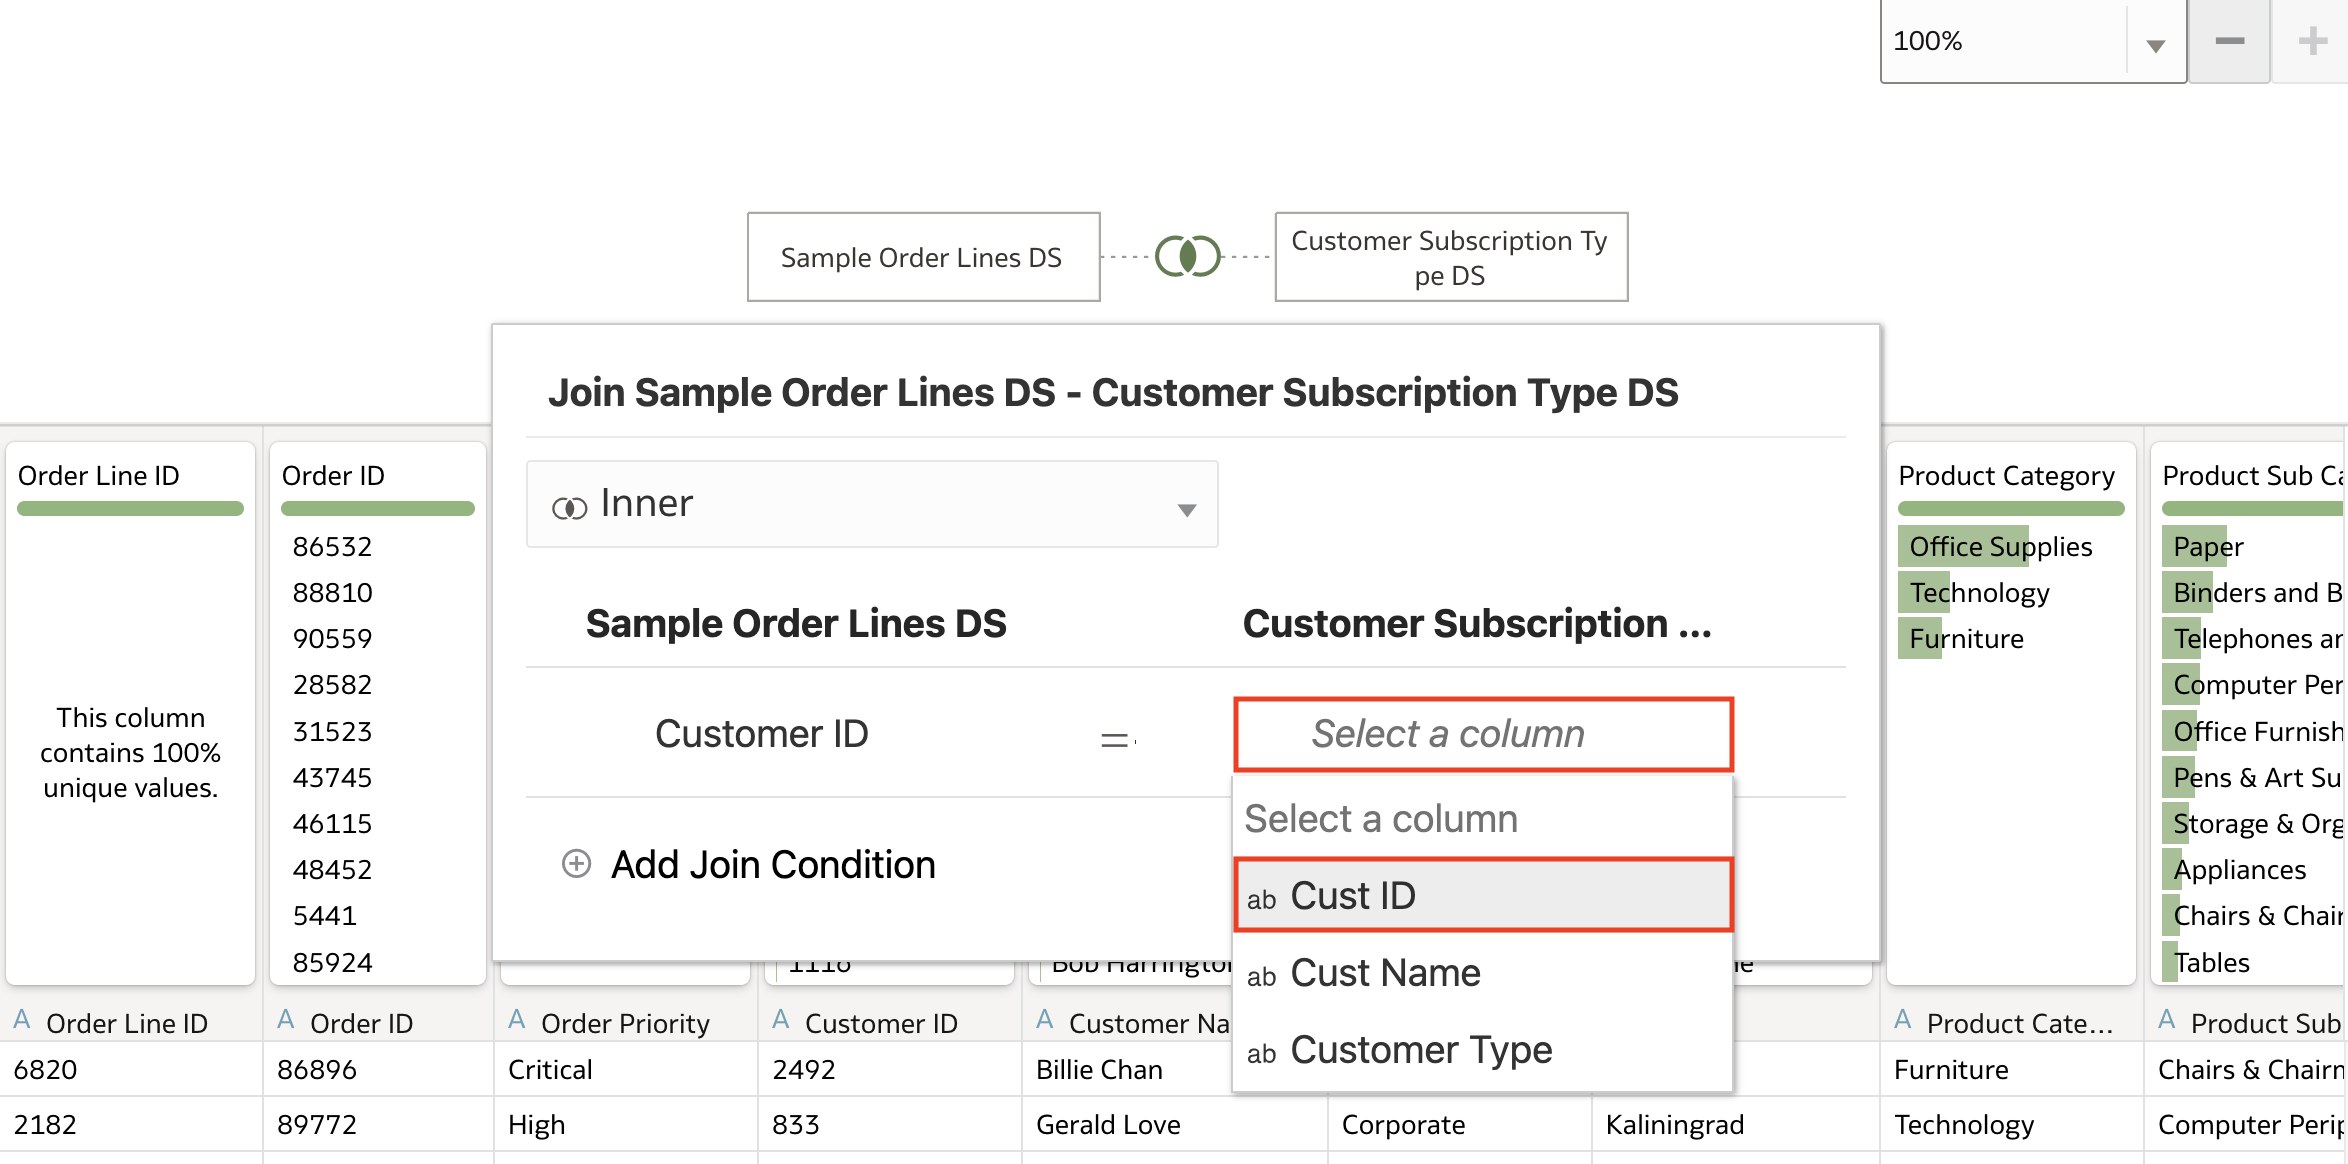 100%
Sample Order Lines DS
Customer Subscription Ty
pe DS
Join Sample Order Lines DS - Customer Subscription Type DS
Inner
Sample Order Lines DS
Customer Subscription ...
Customer ID
=
Select a column
Select a column
ab Cust ID
ab Cust Name
ab Customer Type
Add Join Condition
Order Line ID
This column
contains 100%
unique values.
Order ID
86532
88810
90559
28582
31523
43745
46115
48452
5441
85924
1116
Bob Harrington
Product Category
Office Supplies
Technology
Furniture
Product Sub Ca
Paper
Binders and B
Telephones an
Computer Per
Office Furnish
Pens & Art Su
Storage & Org
Appliances
Chairs & Chair
Tables
A Order Line ID
A Order ID
A Order Priority
A Customer ID
A Customer Na
A Product Cate...
A Product Sub
6820
86896
Critical
2492
Billie Chan
Furniture
Chairs & Chairm
2182
89772
High
833
Gerald Love
Corporate
Kaliningrad
Technology
Computer Perip